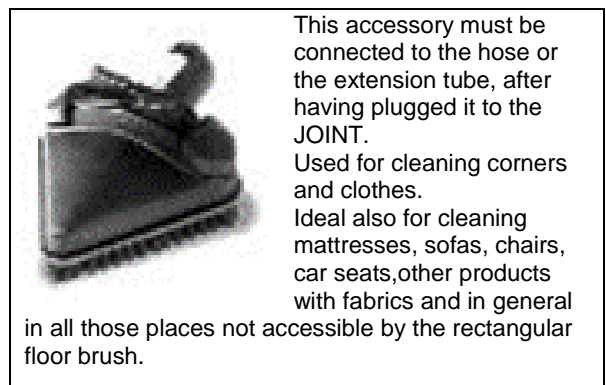 This accessory must be
connected to the hose or
the extension tube, after
having plugged it to the
JOINT.
Used for cleaning corners
and clothes.
Ideal also for cleaning
mattresses, sofas, chairs,
car seats,other products
with fabrics and in general
in all those places not accessible by the rectangular
floor brush.